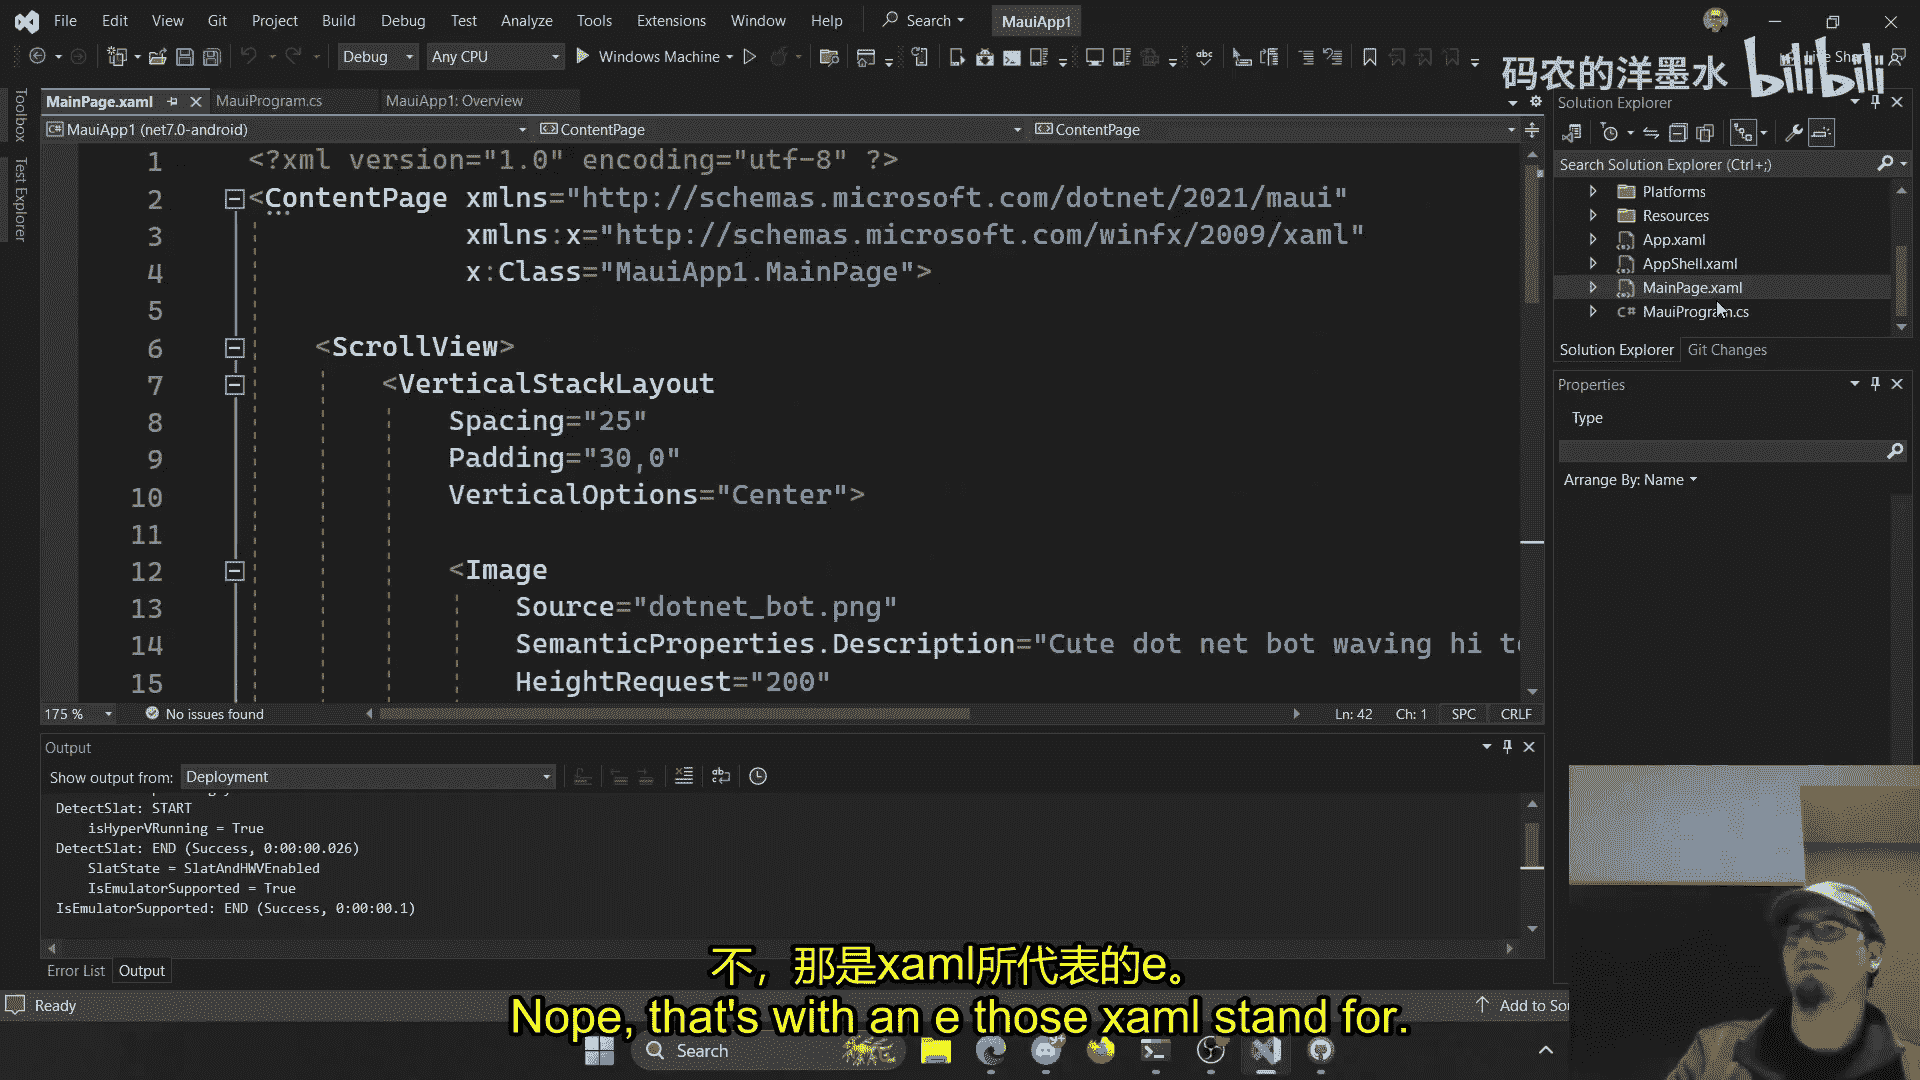 File Edit View Git Project Build Debug Test Analyze Tools Extensions Window Help Search MauiApp1
Debug Any CPU Windows Machine Live Share
码农的洋墨水 bilibili
Toolbox
Test Explorer
MainPage.xaml MauiProgram.cs MauiApp1: Overview
MauiApp1 (net7.0-android) ContentPage ContentPage
1 <?xml version="1.0" encoding="utf-8" ?>
2 <ContentPage xmlns="http://schemas.microsoft.com/dotnet/2021/maui"
3 xmlns:x="http://schemas.microsoft.com/winfx/2009/xaml"
4 x:Class="MauiApp1.MainPage">
5
6 <ScrollView>
7 <VerticalStackLayout
8 Spacing="25"
9 Padding="30,0"
10 VerticalOptions="Center">
11
12 <Image
13 Source="dotnet_bot.png"
14 SemanticProperties.Description="Cute dot net bot waving hi to
15 HeightRequest="200"
175 % No issues found Ln: 42 Ch: 1 SPC CRLF
Solution Explorer
Search Solution Explorer (Ctrl+;)
Platforms
Resources
App.xaml
AppShell.xaml
MainPage.xaml
C# MauiProgram.cs
Solution Explorer Git Changes
Properties
Type
Arrange By: Name
Output
Show output from: Deployment
DetectSlat: START
isHyperVRunning = True
DetectSlat: END (Success, 0:00:00.026)
SlatState = SlatAndHWVEnabled
IsEmulatorSupported = True
IsEmulatorSupported: END (Success, 0:00:00.1)
Error List Output
Ready Add to So
不，那是xaml所代表的e。
Nope, that's with an e those xaml stand for.
Search